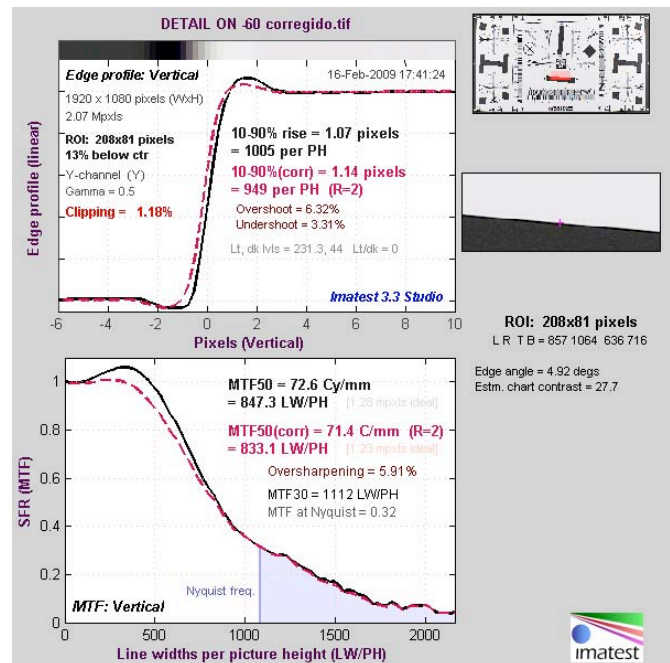 DETAIL ON -60 corregido.tif
Edge profile: Vertical
16-Feb-2009 17:41:24
1920 x 1080 pixels (WxH)
2.07 Mpxls
ROI: 208x81 pixels
13% below ctr
Y-channel (Y)
Gamma = 0.5
Clipping = 1.18%
10-90% rise = 1.07 pixels
= 1005 per PH
10-90%(corr) = 1.14 pixels
= 949 per PH (R=2)
Overshoot = 6.32%
Undershoot = 3.31%
Lt, dk lvls = 231.3, 44 Lt/dk = 0
Imatest 3.3 Studio
Edge profile (linear)
-6 -4 -2 0 2 4 6 8 10
Pixels (Vertical)
ROI: 208x81 pixels
L R T B = 857 1064 636 716
Edge angle = 4.92 degs
Estm. chart contrast = 27.7
MTF50 = 72.6 Cy/mm
= 847.3 LW/PH [1.28 mpxls ideal]
MTF50(corr) = 71.4 C/mm (R=2)
= 833.1 LW/PH [1.23 mpxls ideal]
Oversharpening = 5.91%
MTF30 = 1112 LW/PH
MTF at Nyquist = 0.32
Nyquist freq.
MTF: Vertical
SFR (MTF)
1
0.8
0.6
0.4
0.2
0
0 500 1000 1500 2000
Line widths per picture height (LW/PH)
imatest